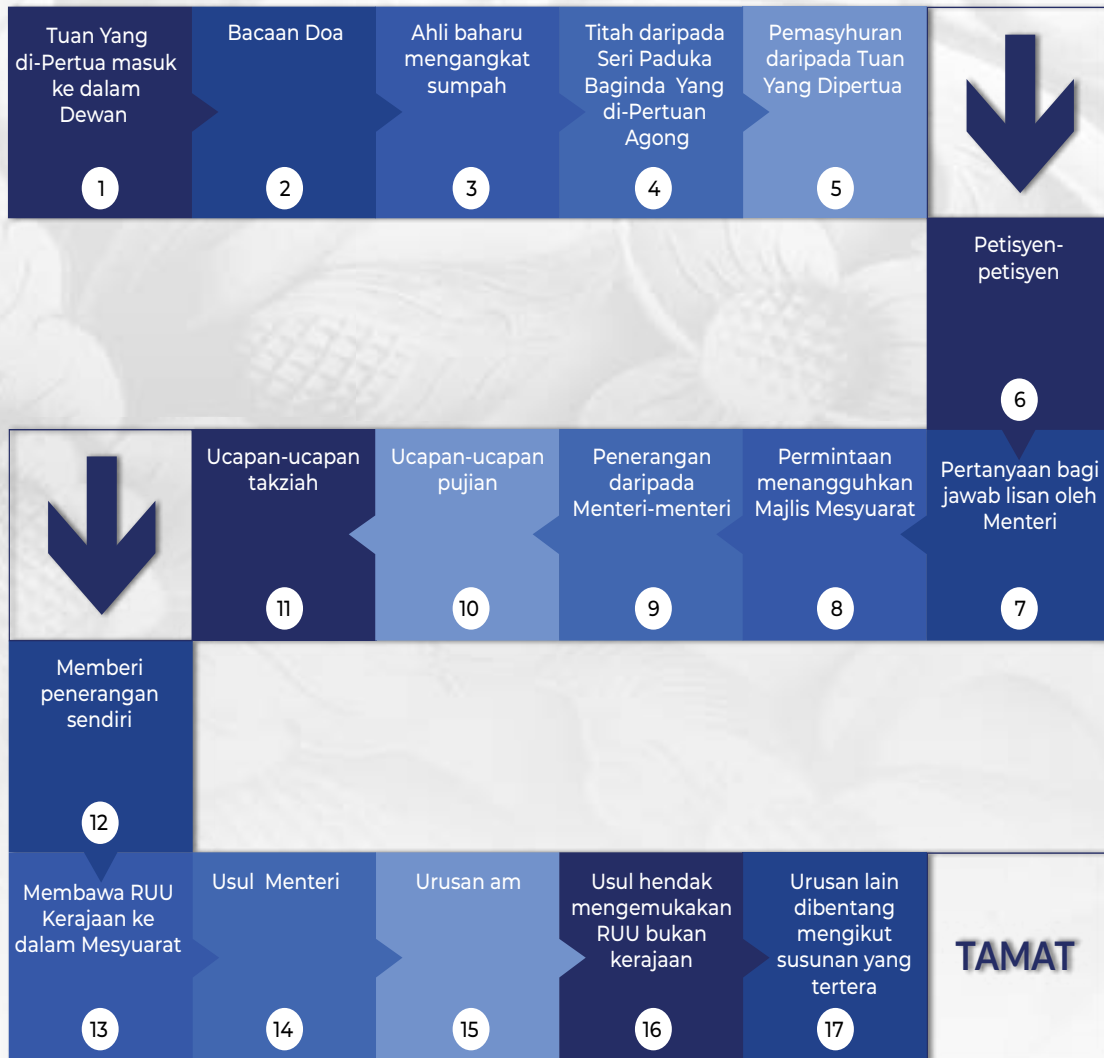 Tuan Yang
di-Pertua masuk
ke dalam
Dewan
1
Bacaan Doa
2
Ahli baharu
mengangkat
sumpah
3
Titah daripada
Seri Paduka
Baginda Yang
di-Pertuan
Agong
4
Pemasyhuran
daripada Tuan
Yang Dipertua
5
Petisyen-
petisyen
6
Pertanyaan bagi
jawab lisan oleh
Menteri
7
Permintaan
menangguhkan
Majlis Mesyuarat
8
Penerangan
daripada
Menteri-menteri
9
Ucapan-ucapan
pujian
10
Ucapan-ucapan
takziah
11
Memberi
penerangan
sendiri
12
Membawa RUU
Kerajaan ke
dalam Mesyuarat
13
Usul Menteri
14
Urusan am
15
Usul hendak
mengemukakan
RUU bukan
kerajaan
16
Urusan lain
dibentang
mengikut
susunan yang
tertera
17
TAMAT